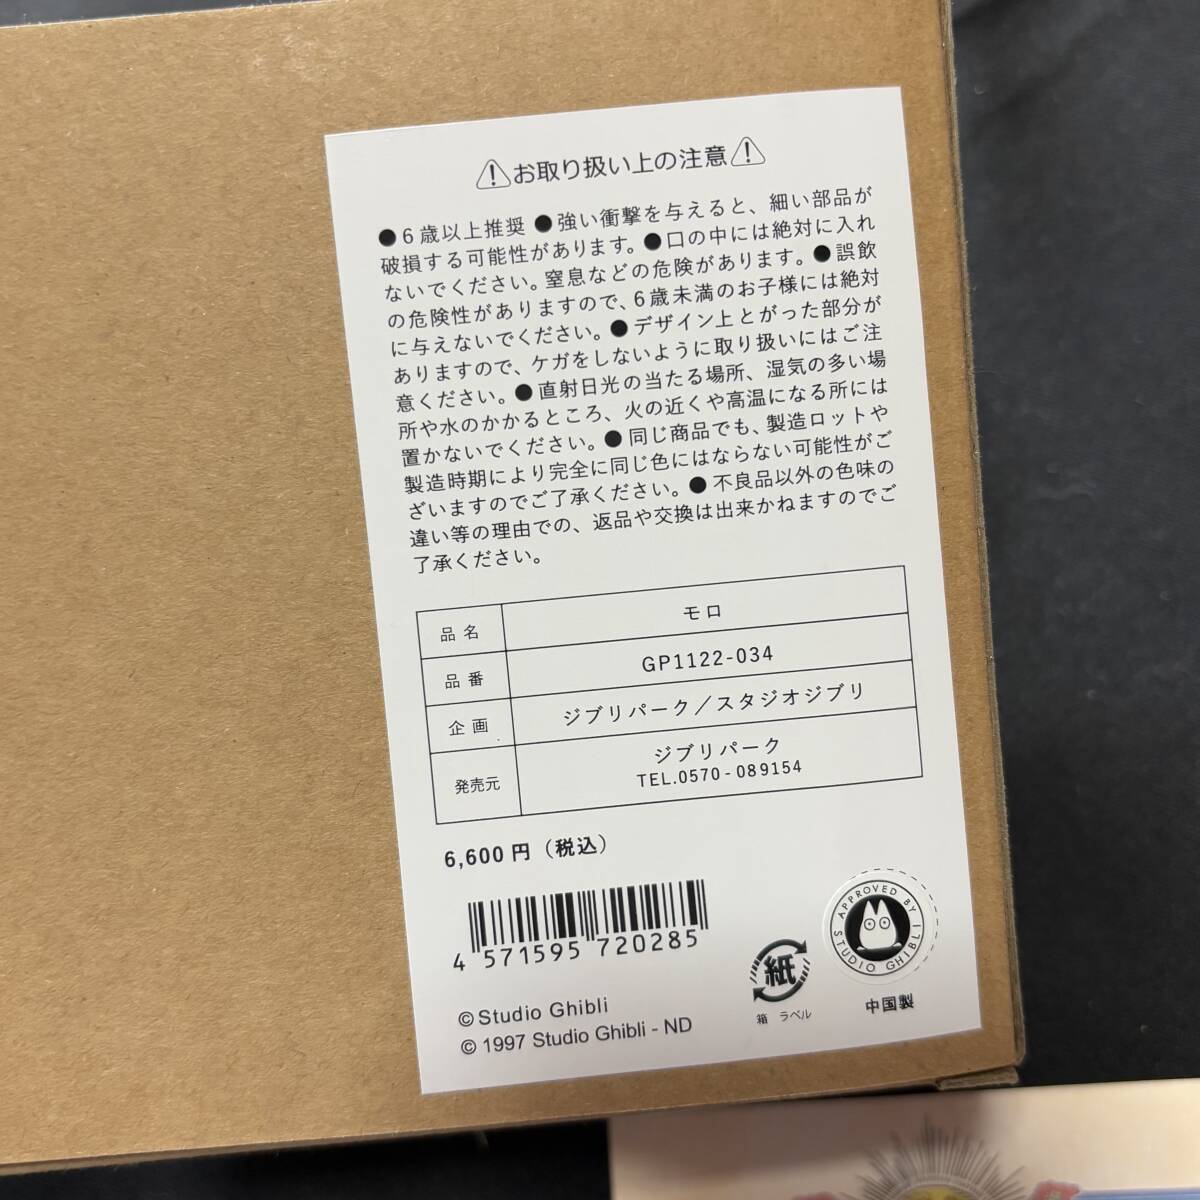 お取り扱い上の注意
●6歳以上推奨 ●強い衝撃を与えると、細い部品が
破損する可能性があります。●口の中には絶対に入れ
ないでください。窒息などの危険があります。●誤飲
の危険性がありますので、6歳未満のお子様には絶対
に与えないでください。●デザイン上とがった部分が
ありますので、ケガをしないように取り扱いにはご注
意ください。●直射日光の当たる場所、湿気の多い場
所や水のかかるところ、火の近くや高温になる所には
置かないでください。●同じ商品でも、製造ロットや
製造時期により完全に同じ色にはならない可能性がご
ざいますのでご了承ください。●不良品以外の色味の
違い等の理由での、返品や交換は出来かねますのでご
了承ください。
品名 モロ
品番 GP1122-034
企画 ジブリパーク／スタジオジブリ
発売元 ジブリパーク
TEL.0570-089154
6,600円（税込）
4 571595 720285
紙
箱 ラベル
APPROVED BY
STUDIO GHIBLI
中国製
©Studio Ghibli
© 1997 Studio Ghibli - ND